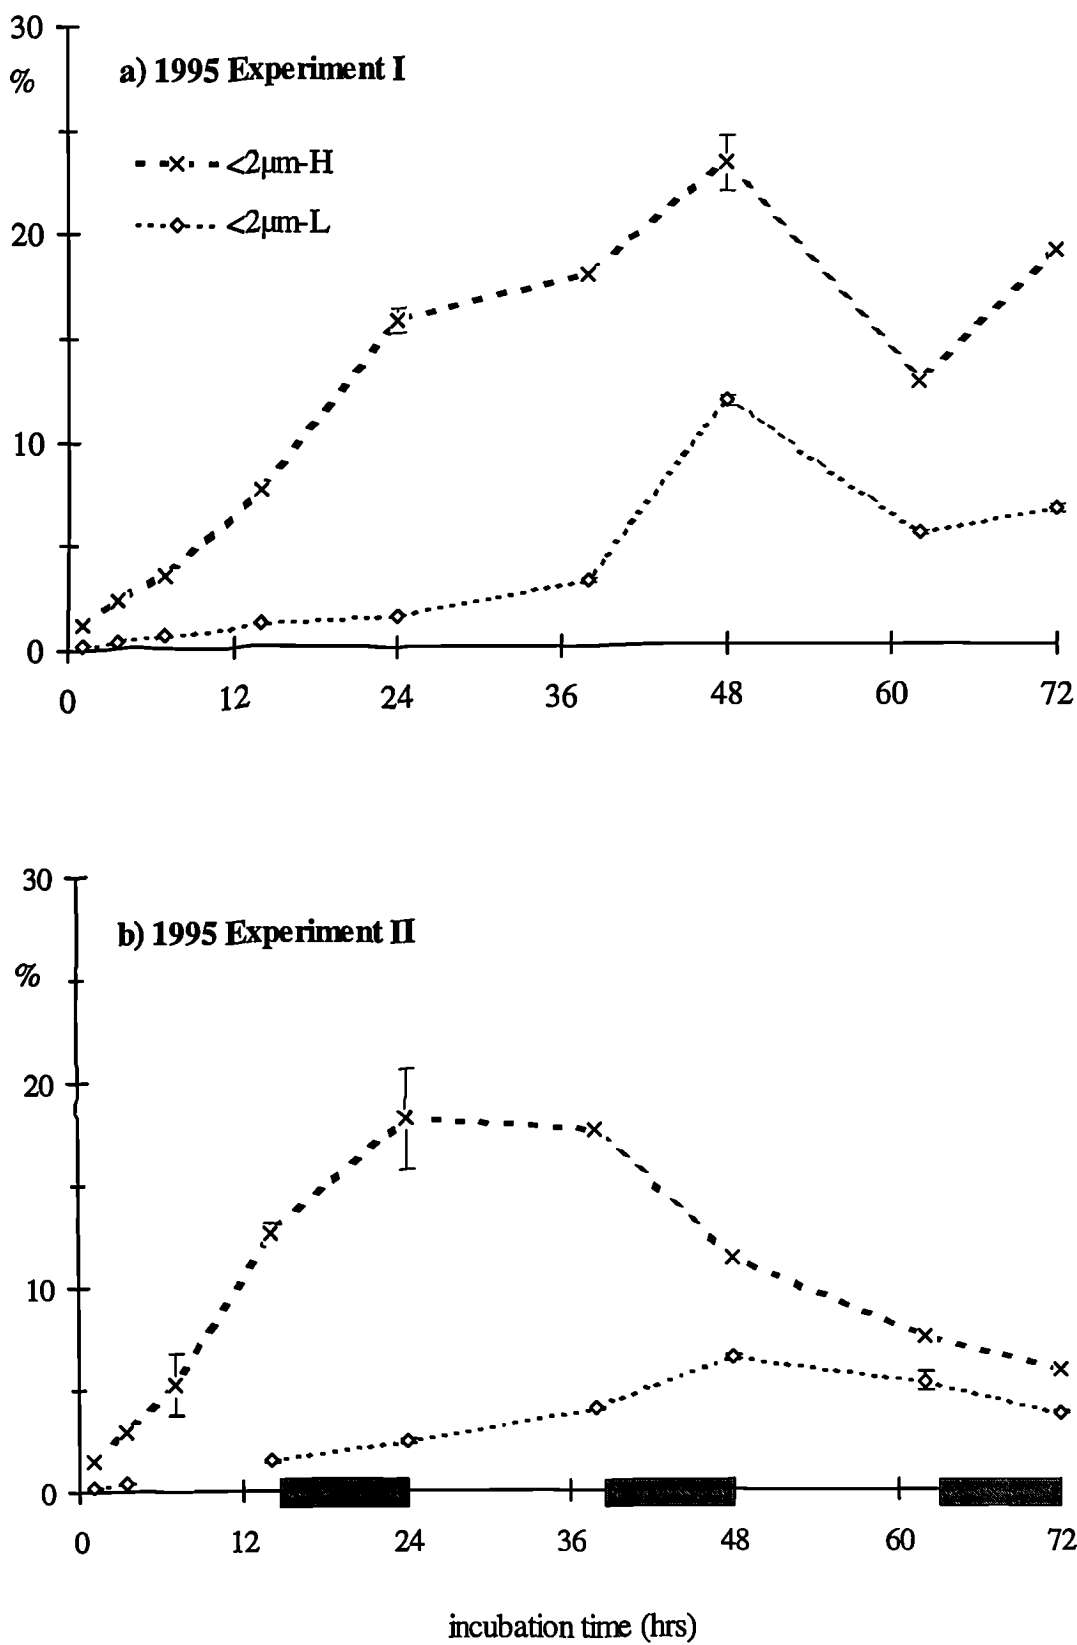 30
%
a) 1995 Experiment I
<2μm-H
<2μm-L
20
10
0
0 12 24 36 48 60 72
30
b) 1995 Experiment II
%
20
10
0
0 12 24 36 48 60 72
incubation time (hrs)